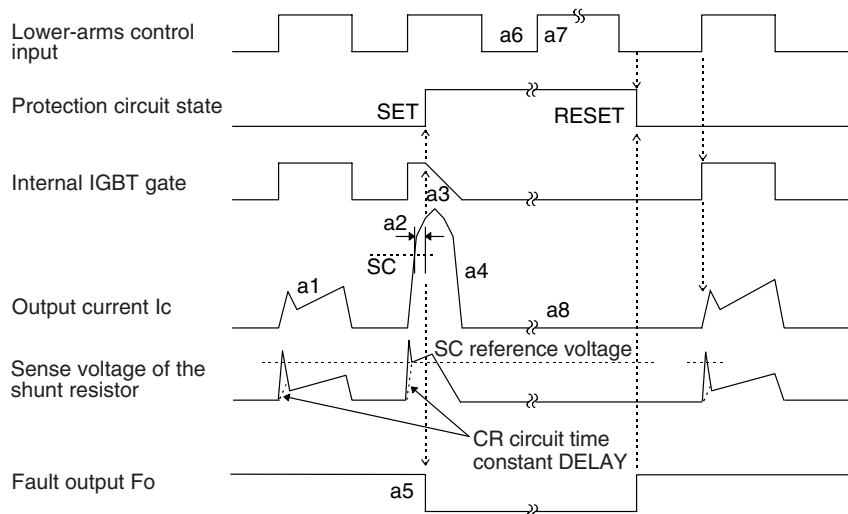 Lower-arms control
input
a6
a7
Protection circuit state
SET
RESET
Internal IGBT gate
a3
a2
SC
a4
Output current Ic
a1
a8
SC reference voltage
Sense voltage of the
shunt resistor
CR circuit time
constant DELAY
Fault output Fo
a5